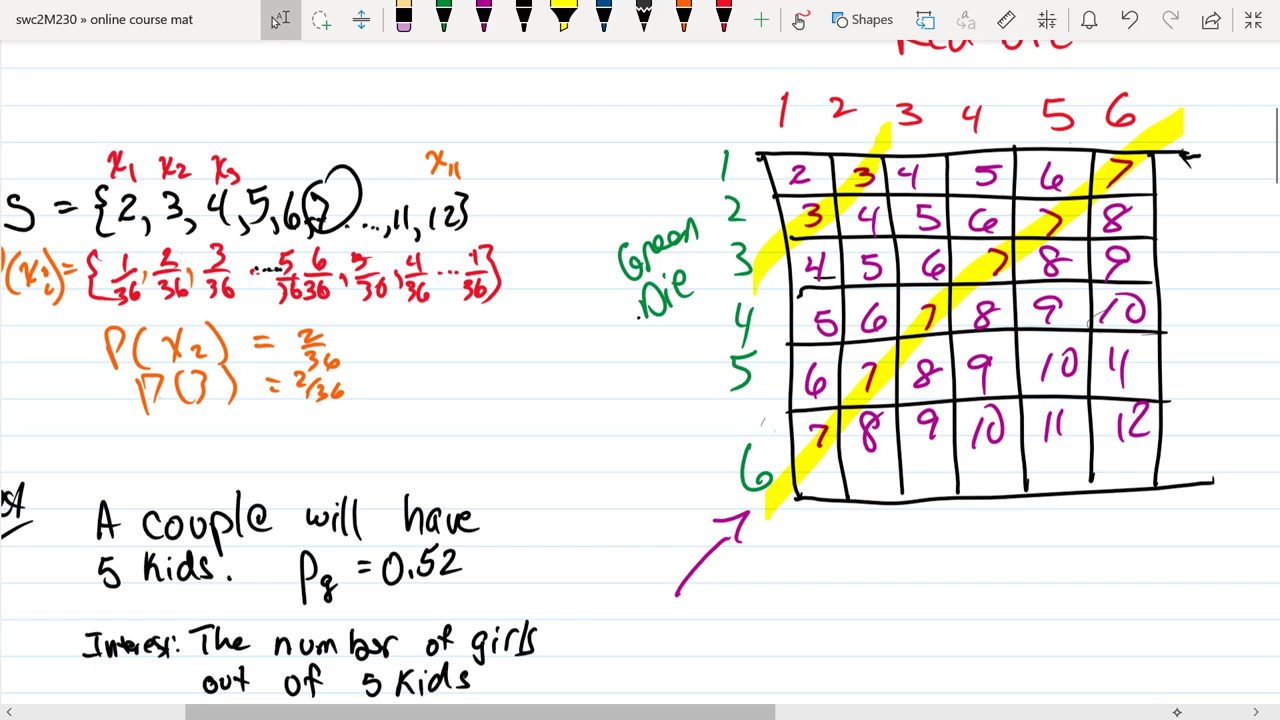 swc2M230 » online course mat
Shapes
Red Die
1 2 3 4 5 6
x1 x2 x3 x11
S = {2, 3, 4, 5, 6, 7 ..., 11, 12}
P(xi) = { 1/36, 2/36, 3/36 ... 5/36 6/36, 5/36, 4/36 ... 1/36}
P(x2) = 2/36
P(3) = 2/36
Green
Die
1 2 3 4 5 6 7
2 3 4 5 6 7 8
3 4 5 6 7 8 9
4 5 6 7 8 9 10
5 6 7 8 9 10 11
6 7 8 9 10 11 12
A couple will have
5 kids. Pg = 0.52
Interest: The number of girls
out of 5 Kids